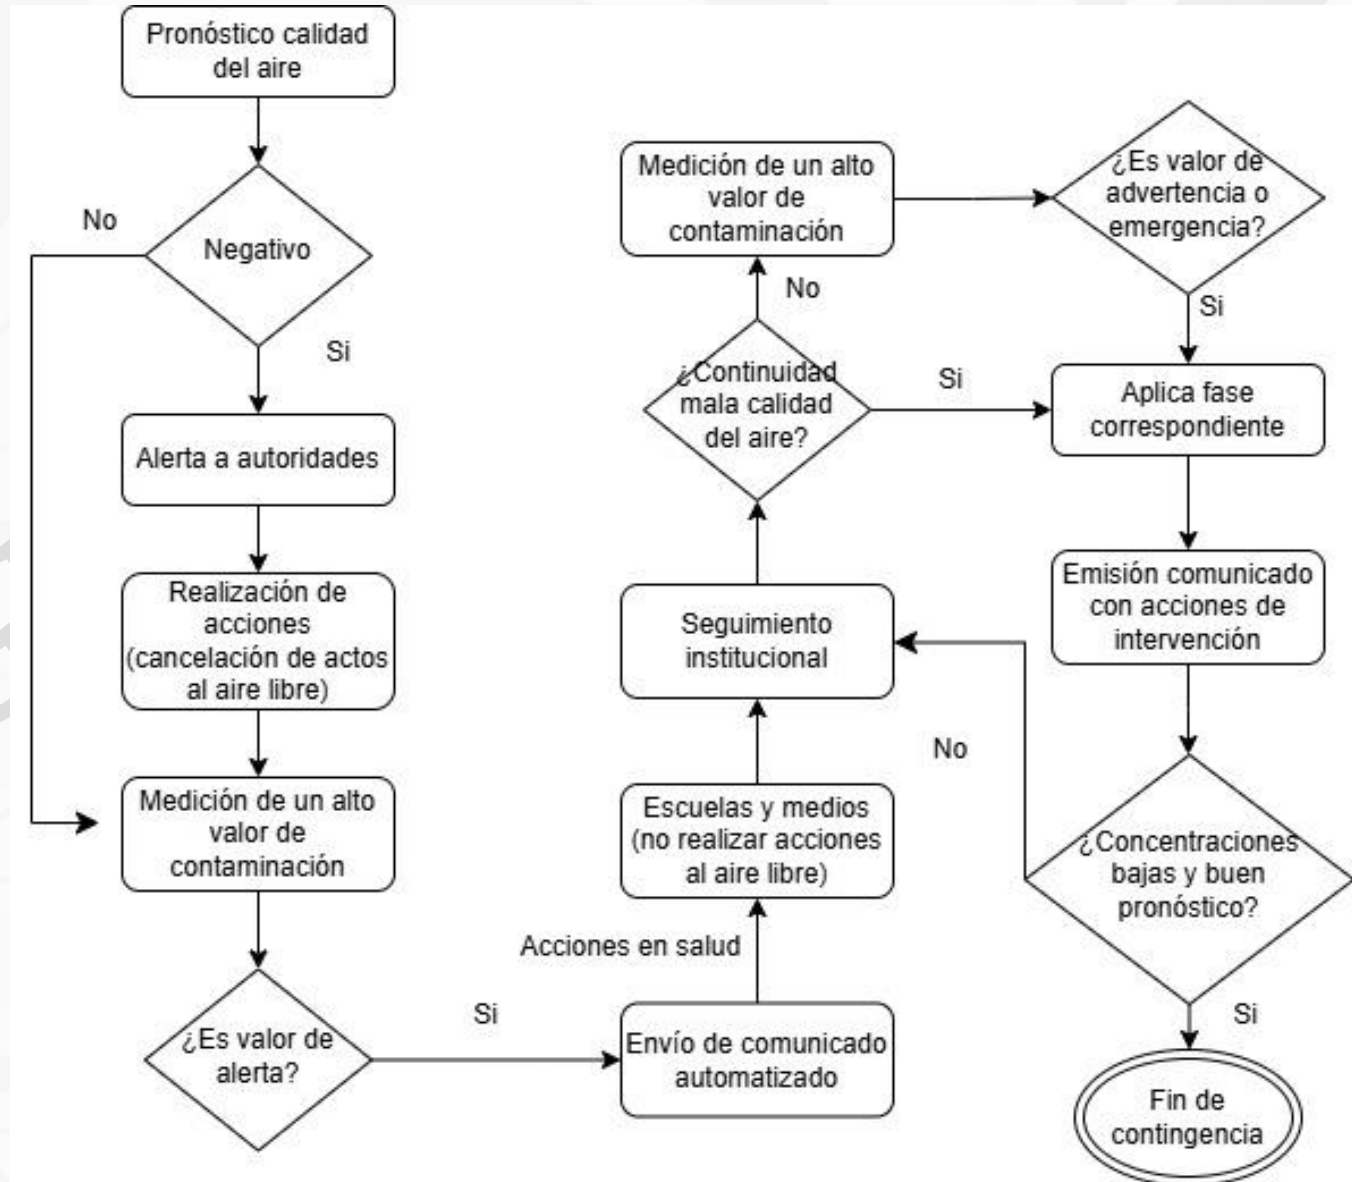 Pronóstico calidad
del aire
No
Negativo
Si
Alerta a autoridades
Realización de
acciones
(cancelación de actos
al aire libre)
Medición de un alto
valor de
contaminación
¿Es valor de
alerta?
Si
Envío de comunicado
automatizado
Acciones en salud
Escuelas y medios
(no realizar acciones
al aire libre)
Seguimiento
institucional
¿Continuidad
mala calidad
del aire?
No
Si
Medición de un alto
valor de
contaminación
¿Es valor de
advertencia o
emergencia?
Si
Aplica fase
correspondiente
Emisión comunicado
con acciones de
intervención
¿Concentraciones
bajas y buen
pronóstico?
No
Si
Fin de
contingencia